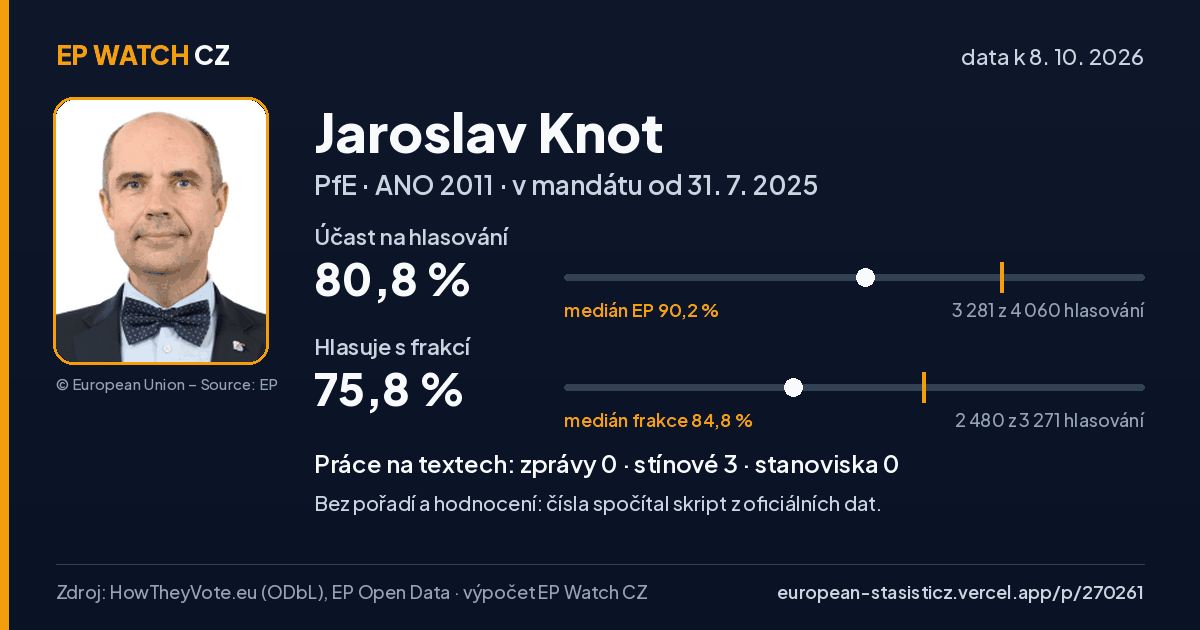 EP WATCH CZ
data k 8. 10. 2026
Jaroslav Knot
PfE · ANO 2011 · v mandátu od 31. 7. 2025
Účast na hlasování
80,8 %
medián EP 90,2 %
3 281 z 4 060 hlasování
Hlasuje s frakcí
75,8 %
medián frakce 84,8 %
2 480 z 3 271 hlasování
© European Union – Source: EP
Práce na textech: zprávy 0 · stínové 3 · stanoviska 0
Bez pořadí a hodnocení: čísla spočítal skript z oficiálních dat.
Zdroj: HowTheyVote.eu (ODbL), EP Open Data · výpočet EP Watch CZ
european-stasisticz.vercel.app/p/270261